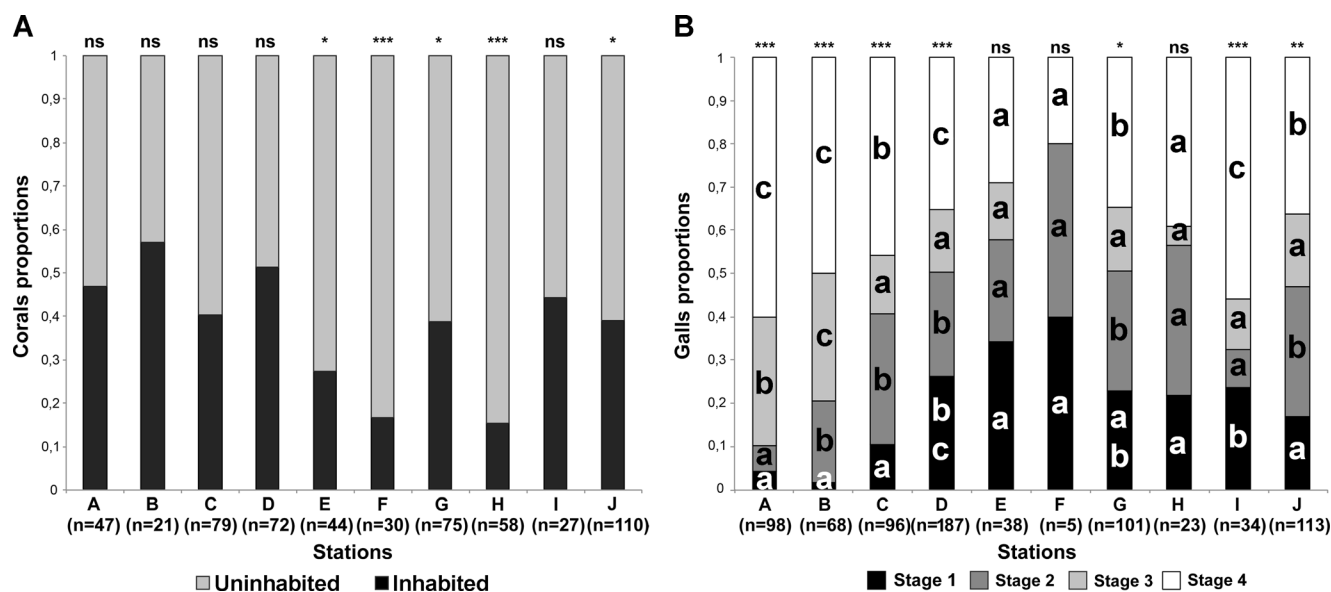 A
ns ns ns ns * *** * *** ns *
1
0,9
0,8
0,7
0,6
0,5
0,4
0,3
0,2
0,1
0
Corals proportions
A B C D E F G H I J
(n=47) (n=21) (n=79) (n=72) (n=44) (n=30) (n=75) (n=58) (n=27) (n=110)
Stations
Uninhabited Inhabited
B
*** *** *** *** ns ns * ns *** **
1
0,9
0,8
0,7
0,6
0,5
0,4
0,3
0,2
0,1
0
Galls proportions
c
b
a
a
c
c
b
a
b
a
b
a
c
a
b
b
c
a
a
a
a
a
a
a
b
a
b
a
b
a
a
a
a
c
a
a
b
b
a
b
a
A B C D E F G H I J
(n=98) (n=68) (n=96) (n=187) (n=38) (n=5) (n=101) (n=23) (n=34) (n=113)
Stations
Stage 1 Stage 2 Stage 3 Stage 4